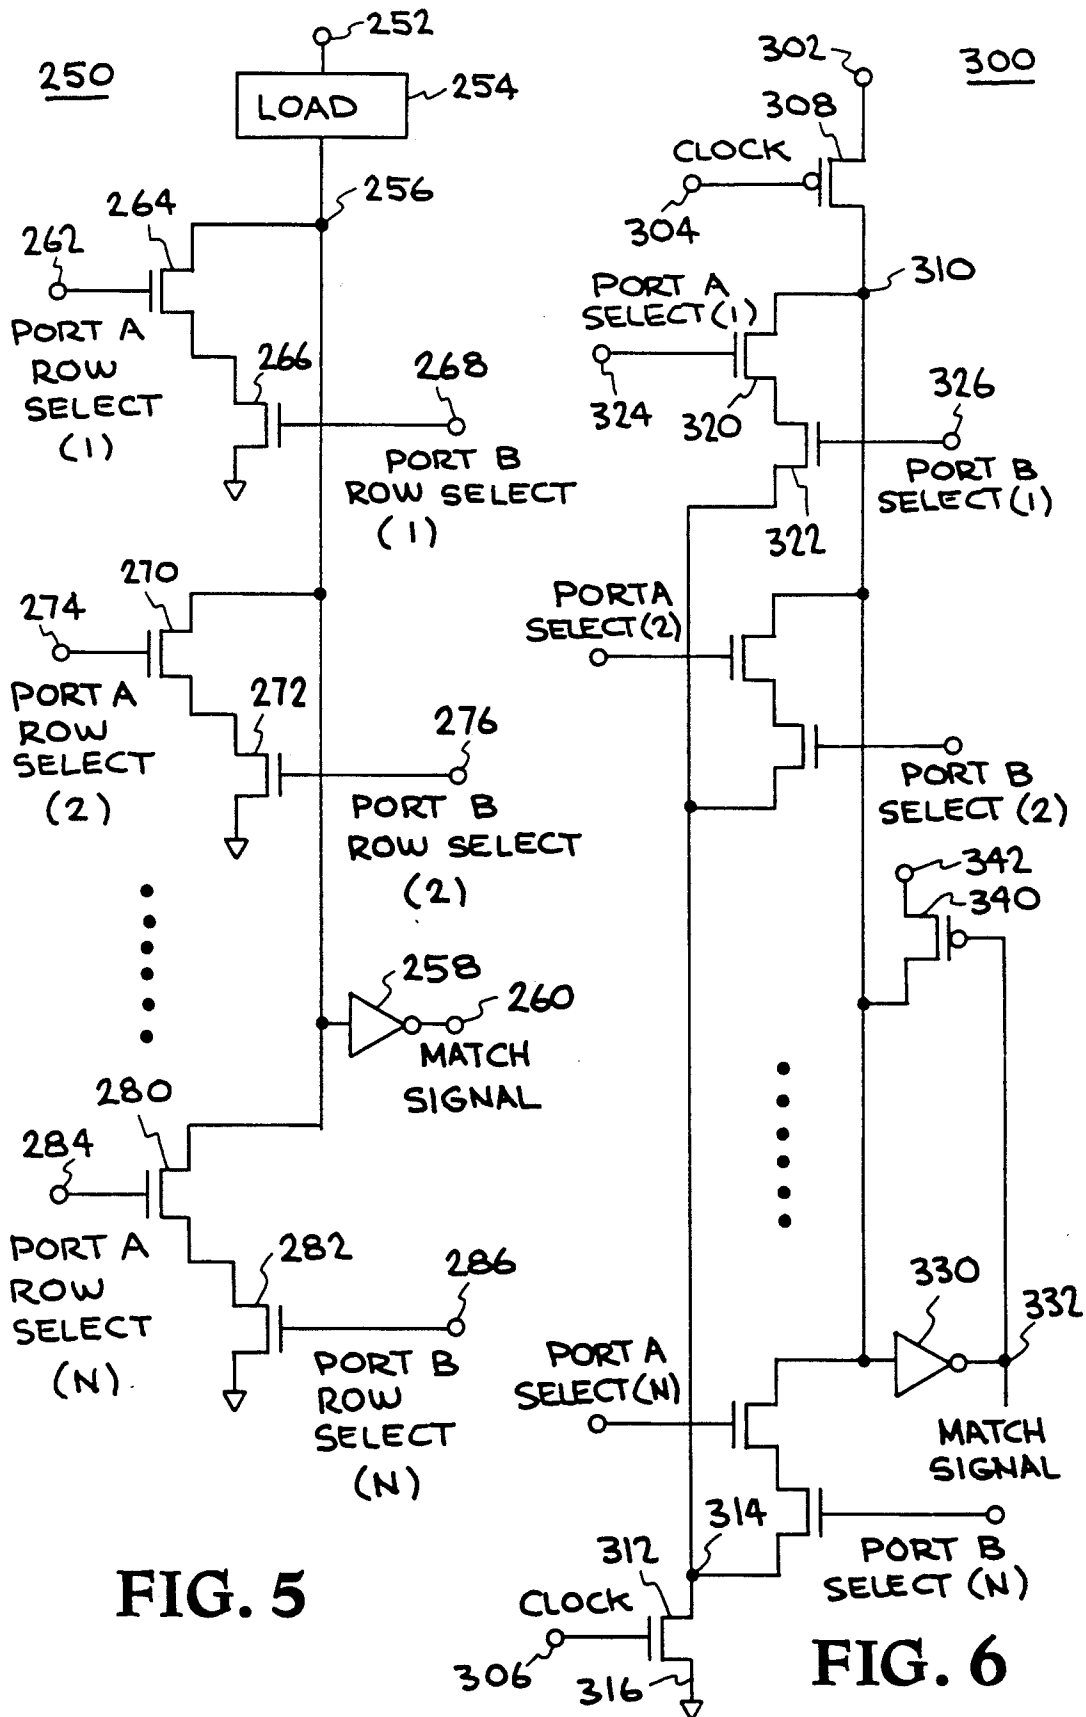 250
252
LOAD
254
256
264
262
PORT A
ROW
SELECT
(1)
266
268
PORT B
ROW SELECT
(1)
270
274
PORT A
ROW
SELECT
(2)
272
276
PORT B
ROW SELECT
(2)
258
260
MATCH
SIGNAL
280
284
PORT A
ROW
SELECT
(N)
282
286
PORT B
ROW
SELECT
(N)
FIG. 5
300
302
308
CLOCK
304
310
PORT A
SELECT (1)
324
320
326
PORT B
SELECT (1)
322
PORT A
SELECT (2)
PORT B
SELECT (2)
342
340
330
332
MATCH
SIGNAL
PORT A
SELECT (N)
314
312
PORT B
SELECT (N)
CLOCK
306
316
FIG. 6